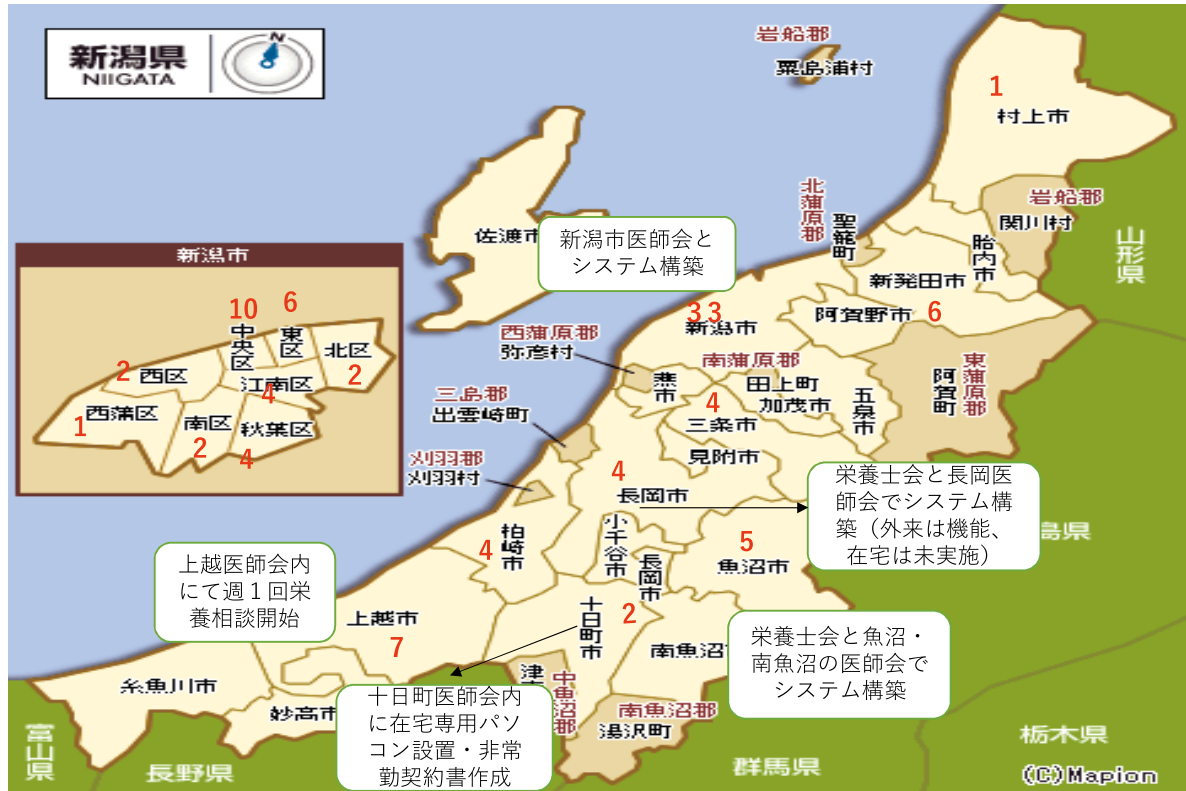 新潟県
NIIGATA
N
岩船郡
粟島浦村
1
村上市
岩船郡
関川村
山形県
北蒲原郡
聖籠町
胎内市
新発田市
佐渡市
新潟市医師会と
システム構築
新潟市
10
6
中央区
東区
北区
2
西区
2
江南区
4
西蒲区
1
南区
2
秋葉区
4
33
新潟市
阿賀野市
6
西蒲原郡
弥彦村
南蒲原郡
燕市
田上町
加茂市
五泉市
東蒲原郡
阿賀町
三島郡
出雲崎町
4
三条市
見附市
刈羽郡
刈羽村
4
長岡市
栄養士会と長岡医
師会でシステム構
築（外来は機能、
在宅は未実施）
島県
柏崎市
4
小千谷市
長岡市
5
魚沼市
上越医師会内
にて週１回栄
養相談開始
上越市
7
十日町市
2
南魚沼
栄養士会と魚沼・
南魚沼の医師会で
システム構築
糸魚川市
妙高市
津
中魚沼郡
南魚沼郡
湯沢町
十日町医師会内
に在宅専用パソ
コン設置・非常
勤契約書作成
富山県
長野県
群馬県
栃木県
(C)Mapion